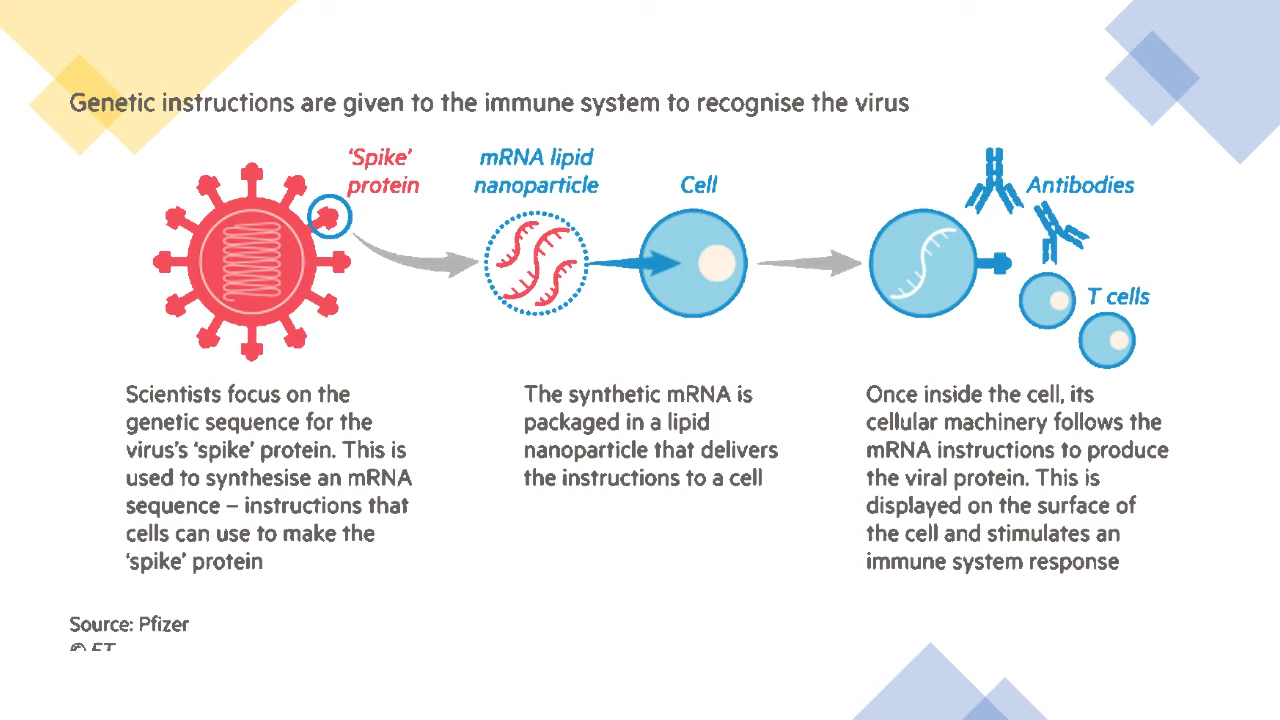 Genetic instructions are given to the immune system to recognise the virus
'Spike'
protein
mRNA lipid
nanoparticle
Cell
Antibodies
T cells
Scientists focus on the
genetic sequence for the
virus's 'spike' protein. This is
used to synthesise an mRNA
sequence – instructions that
cells can use to make the
'spike' protein
The synthetic mRNA is
packaged in a lipid
nanoparticle that delivers
the instructions to a cell
Once inside the cell, its
cellular machinery follows the
mRNA instructions to produce
the viral protein. This is
displayed on the surface of
the cell and stimulates an
immune system response
Source: Pfizer
© FT